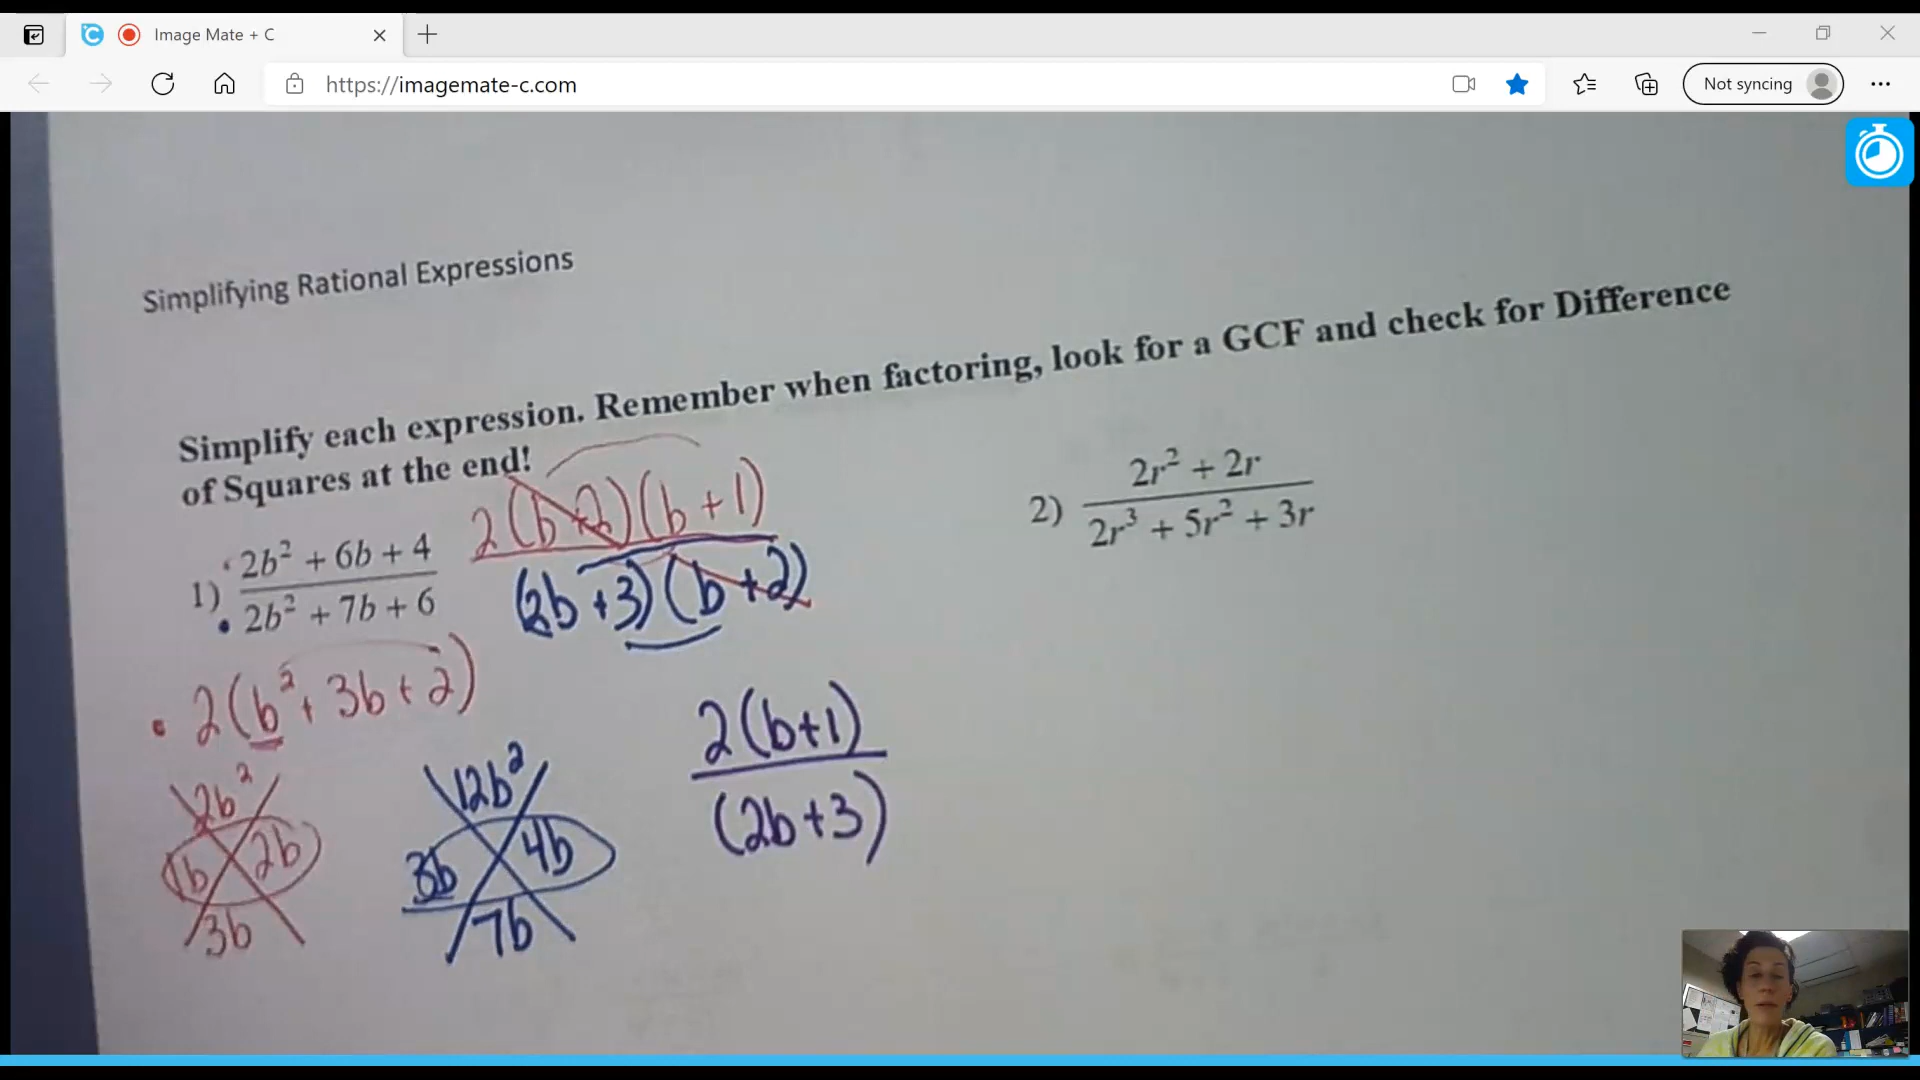 Image Mate + C
https://imagemate-c.com
Not syncing
Simplifying Rational Expressions
Simplify each expression. Remember when factoring, look for a GCF and check for Difference
of Squares at the end!
1) (2b² + 6b + 4)/(2b² + 7b + 6)
2(b+2)(b+1)
(2b+3)(b+2)
2(b²+3b+2)
2b²
1b 2b
3b
12b²
3b 4b
7b
2(b+1)
(2b+3)
2) (2r² + 2r)/(2r³ + 5r² + 3r)